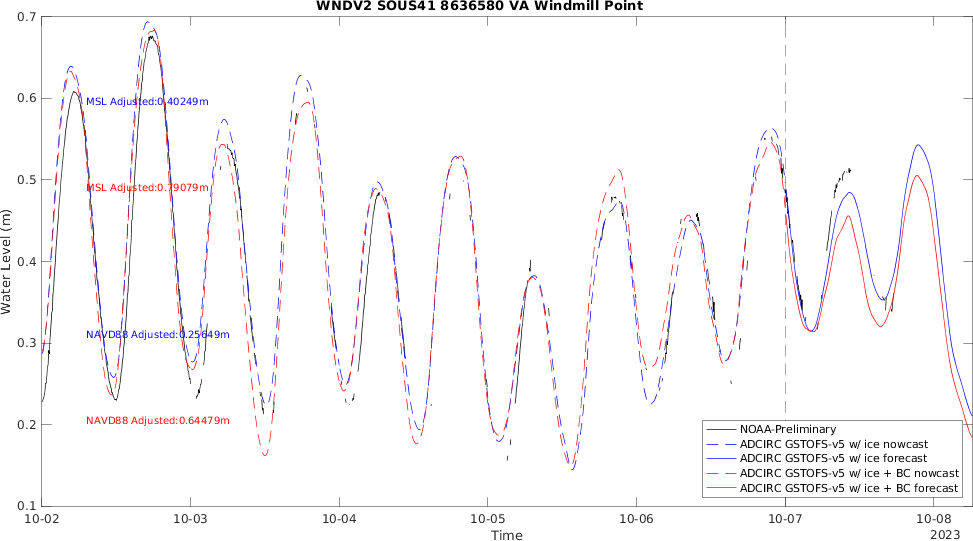 WNDV2 SOUS41 8636580 VA Windmill Point
0.7
0.6
0.5
0.4
0.3
0.2
0.1
Water Level (m)
MSL Adjusted:0.40249m
MSL Adjusted:0.79079m
NAVD88 Adjusted:0.25649m
NAVD88 Adjusted:0.64479m
NOAA-Preliminary
ADCIRC GSTOFS-v5 w/ ice nowcast
ADCIRC GSTOFS-v5 w/ ice forecast
ADCIRC GSTOFS-v5 w/ ice + BC nowcast
ADCIRC GSTOFS-v5 w/ ice + BC forecast
10-02 10-03 10-04 10-05 10-06 10-07 10-08
Time
2023